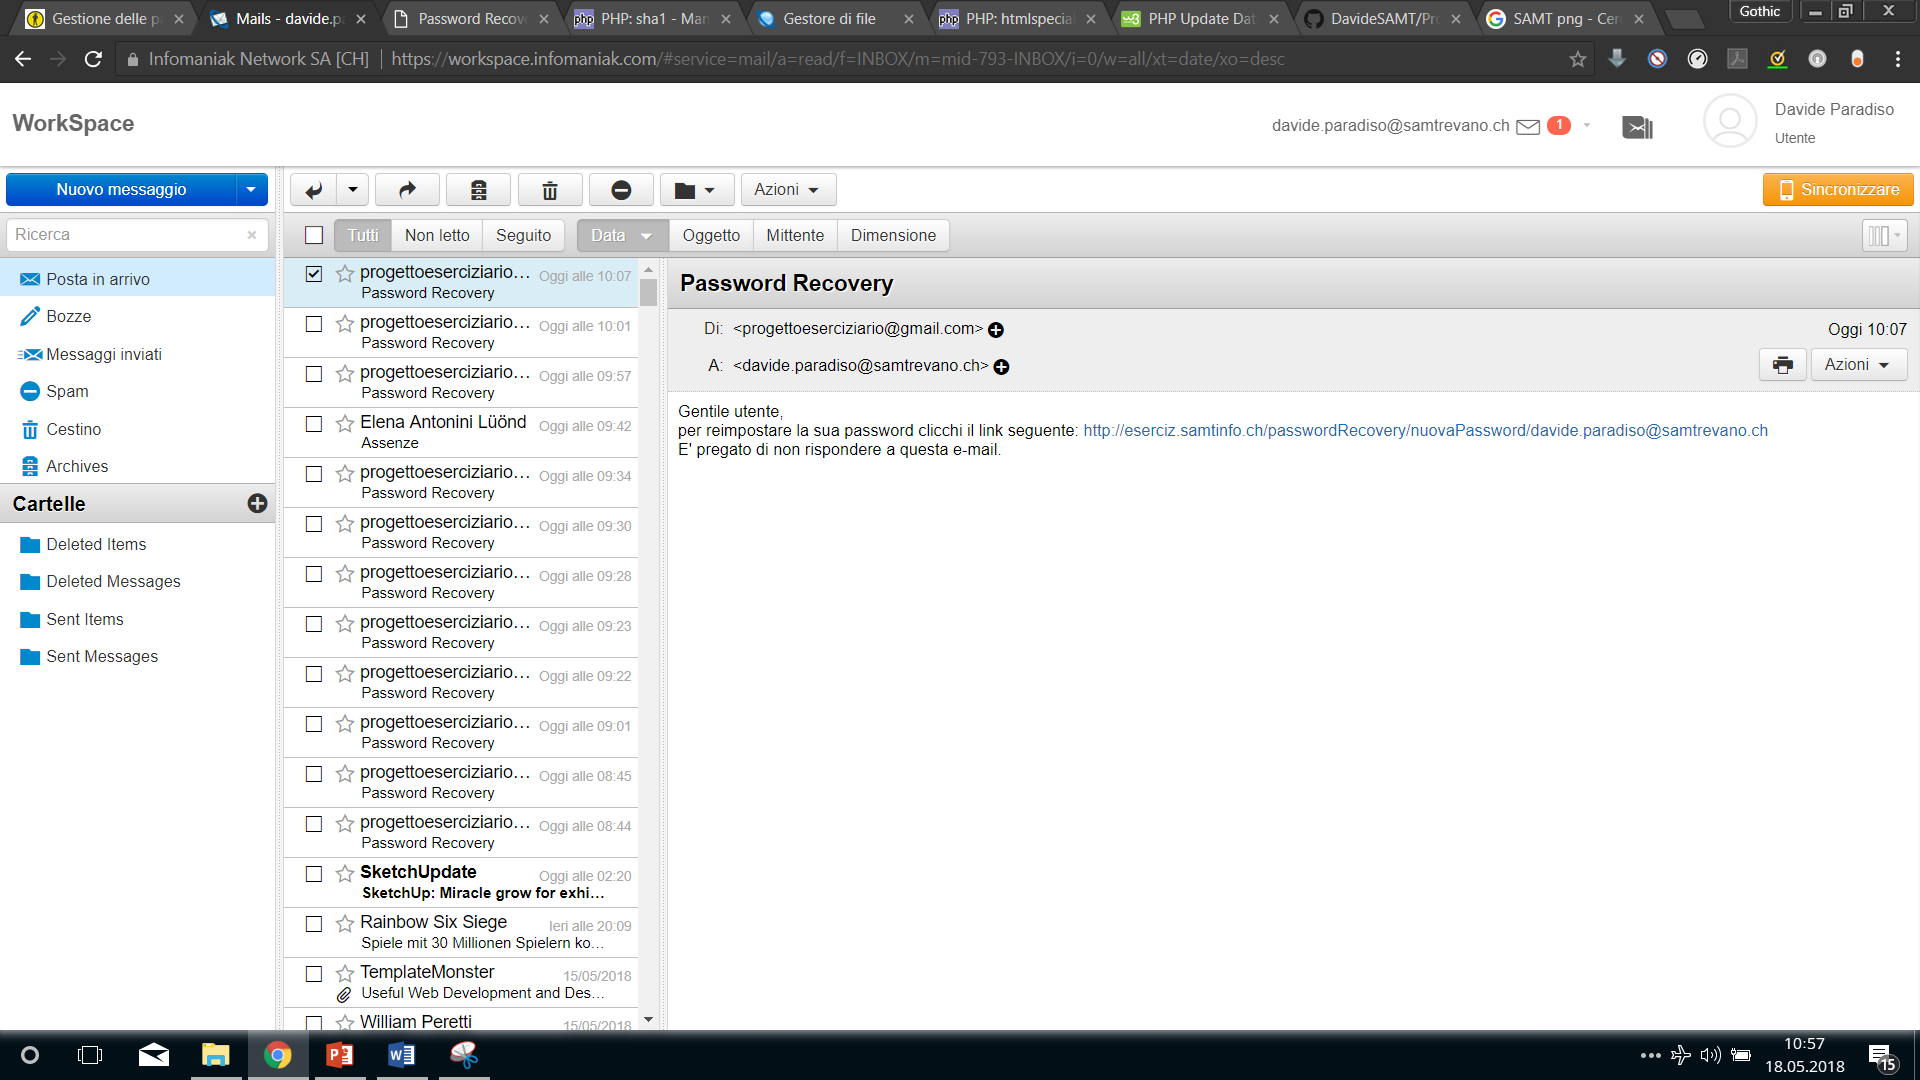 Gestione delle p
Mails - davide.pa
Password Recove
PHP: sha1 - Man
Gestore di file
PHP: htmlspecial
PHP Update Dat
DavideSAMT/Pro
SAMT png - Cer
Gothic
Infomaniak Network SA [CH] | https://workspace.infomaniak.com/#service=mail/a=read/f=INBOX/m=mid-793-INBOX/i=0/w=all/xt=date/xo=desc
WorkSpace
davide.paradiso@samtrevano.ch 1
Davide Paradiso
Utente
Nuovo messaggio
Azioni
Sincronizzare
Ricerca
Tutti Non letto Seguito Data Oggetto Mittente Dimensione
Posta in arrivo
Bozze
Messaggi inviati
Spam
Cestino
Archives
Cartelle
Deleted Items
Deleted Messages
Sent Items
Sent Messages
progettoeserciziario... Oggi alle 10:07
Password Recovery
progettoeserciziario... Oggi alle 10:01
Password Recovery
progettoeserciziario... Oggi alle 09:57
Password Recovery
Elena Antonini Lüönd Oggi alle 09:42
Assenze
progettoeserciziario... Oggi alle 09:34
Password Recovery
progettoeserciziario... Oggi alle 09:30
Password Recovery
progettoeserciziario... Oggi alle 09:28
Password Recovery
progettoeserciziario... Oggi alle 09:23
Password Recovery
progettoeserciziario... Oggi alle 09:22
Password Recovery
progettoeserciziario... Oggi alle 09:01
Password Recovery
progettoeserciziario... Oggi alle 08:45
Password Recovery
progettoeserciziario... Oggi alle 08:44
Password Recovery
SketchUpdate Oggi alle 02:20
SketchUp: Miracle grow for exhi...
Rainbow Six Siege Ieri alle 20:09
Spiele mit 30 Millionen Spielern ko...
TemplateMonster 15/05/2018
Useful Web Development and Des...
William Peretti 15/05/2018
Password Recovery
Di: <progettoeserciziario@gmail.com>
Oggi 10:07
A: <davide.paradiso@samtrevano.ch>
Azioni
Gentile utente,
per reimpostare la sua password clicchi il link seguente: http://eserciz.samtinfo.ch/passwordRecovery/nuovaPassword/davide.paradiso@samtrevano.ch
E' pregato di non rispondere a questa e-mail.
10:57
18.05.2018
15